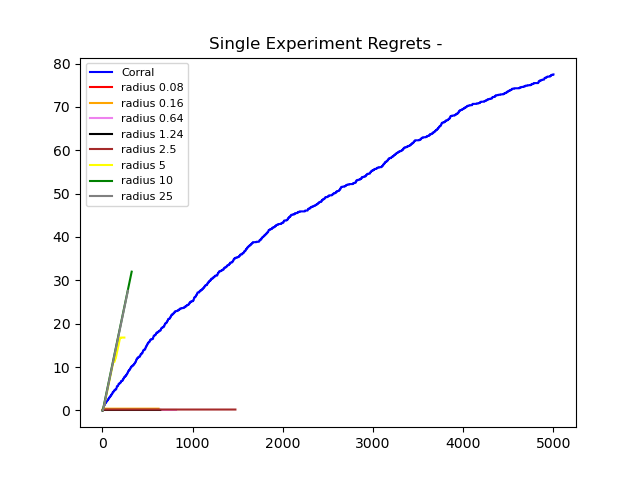 Single Experiment Regrets -
80
70
60
50
40
30
20
10
0
Corral
radius 0.08
radius 0.16
radius 0.64
radius 1.24
radius 2.5
radius 5
radius 10
radius 25
0 1000 2000 3000 4000 5000